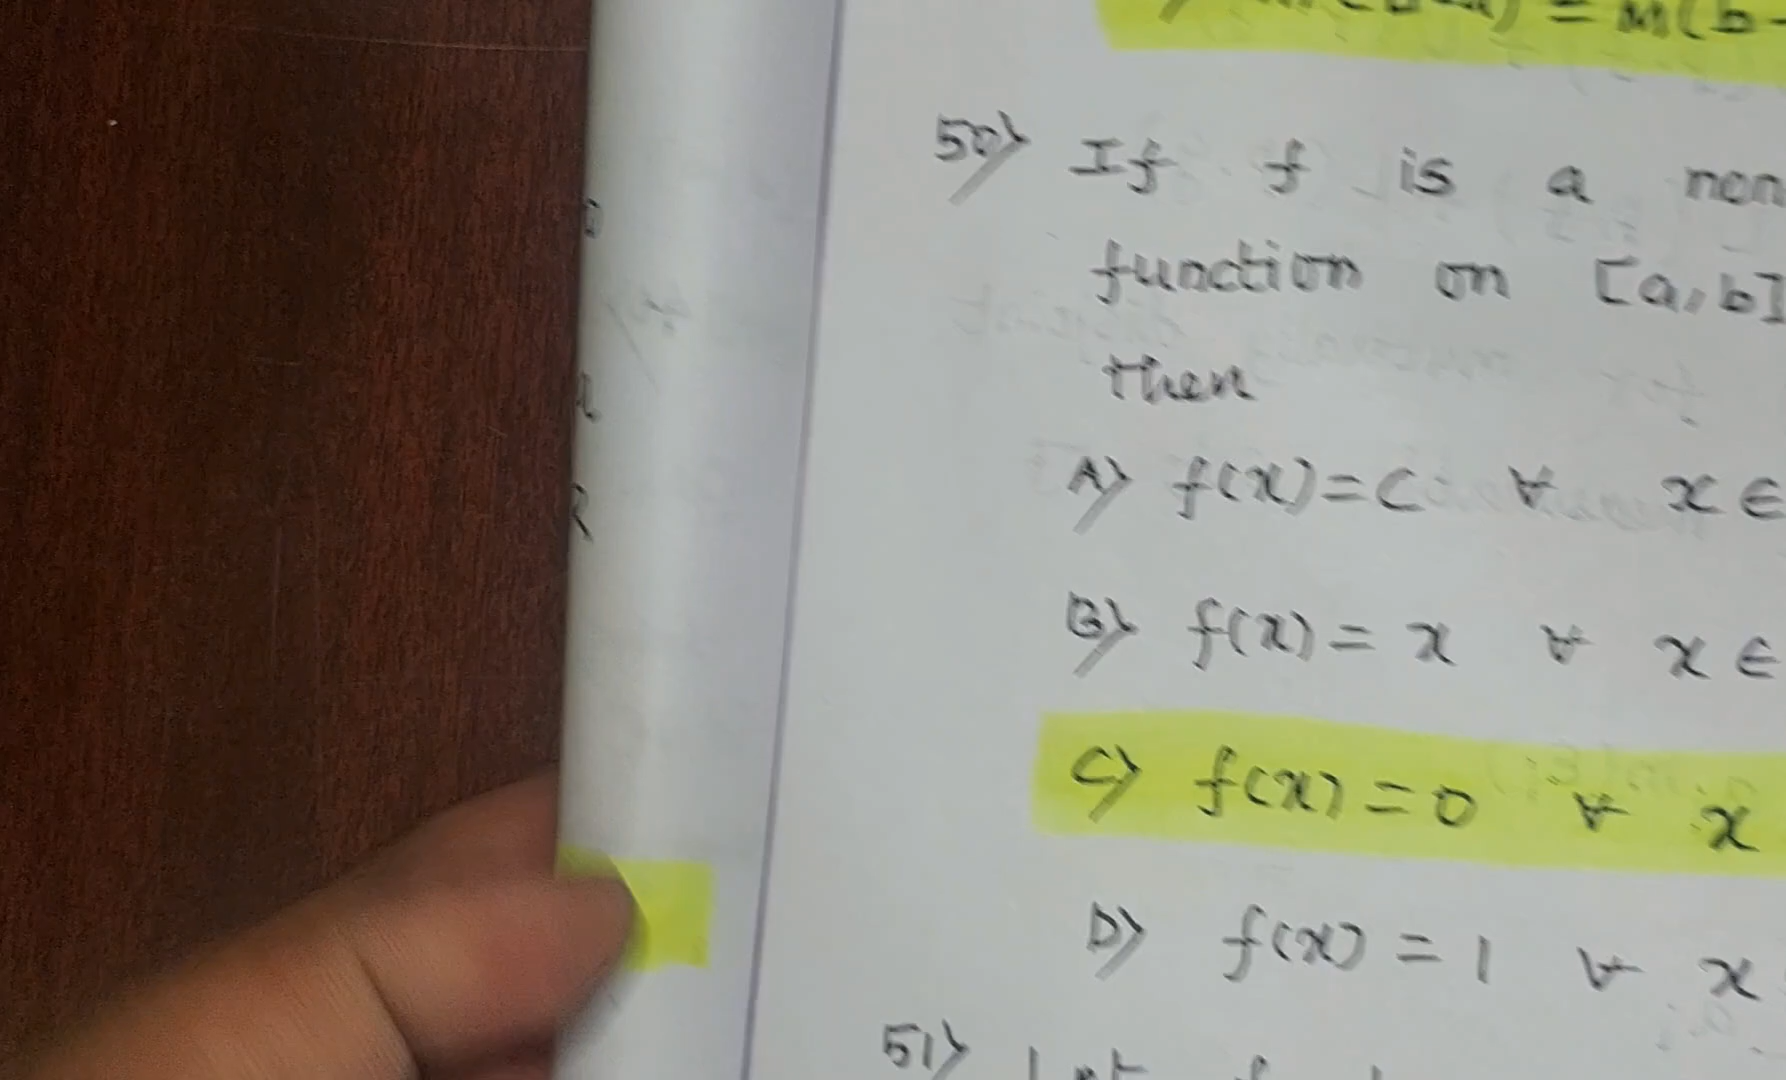 = M(b-
50) If f is a non
function on [a,b]
then
A) f(x)=c ∀ x ∈
B) f(x)= x ∀ x ∈
C) f(x)=0 ∀ x
D) f(x) = 1 ∀ x
51)